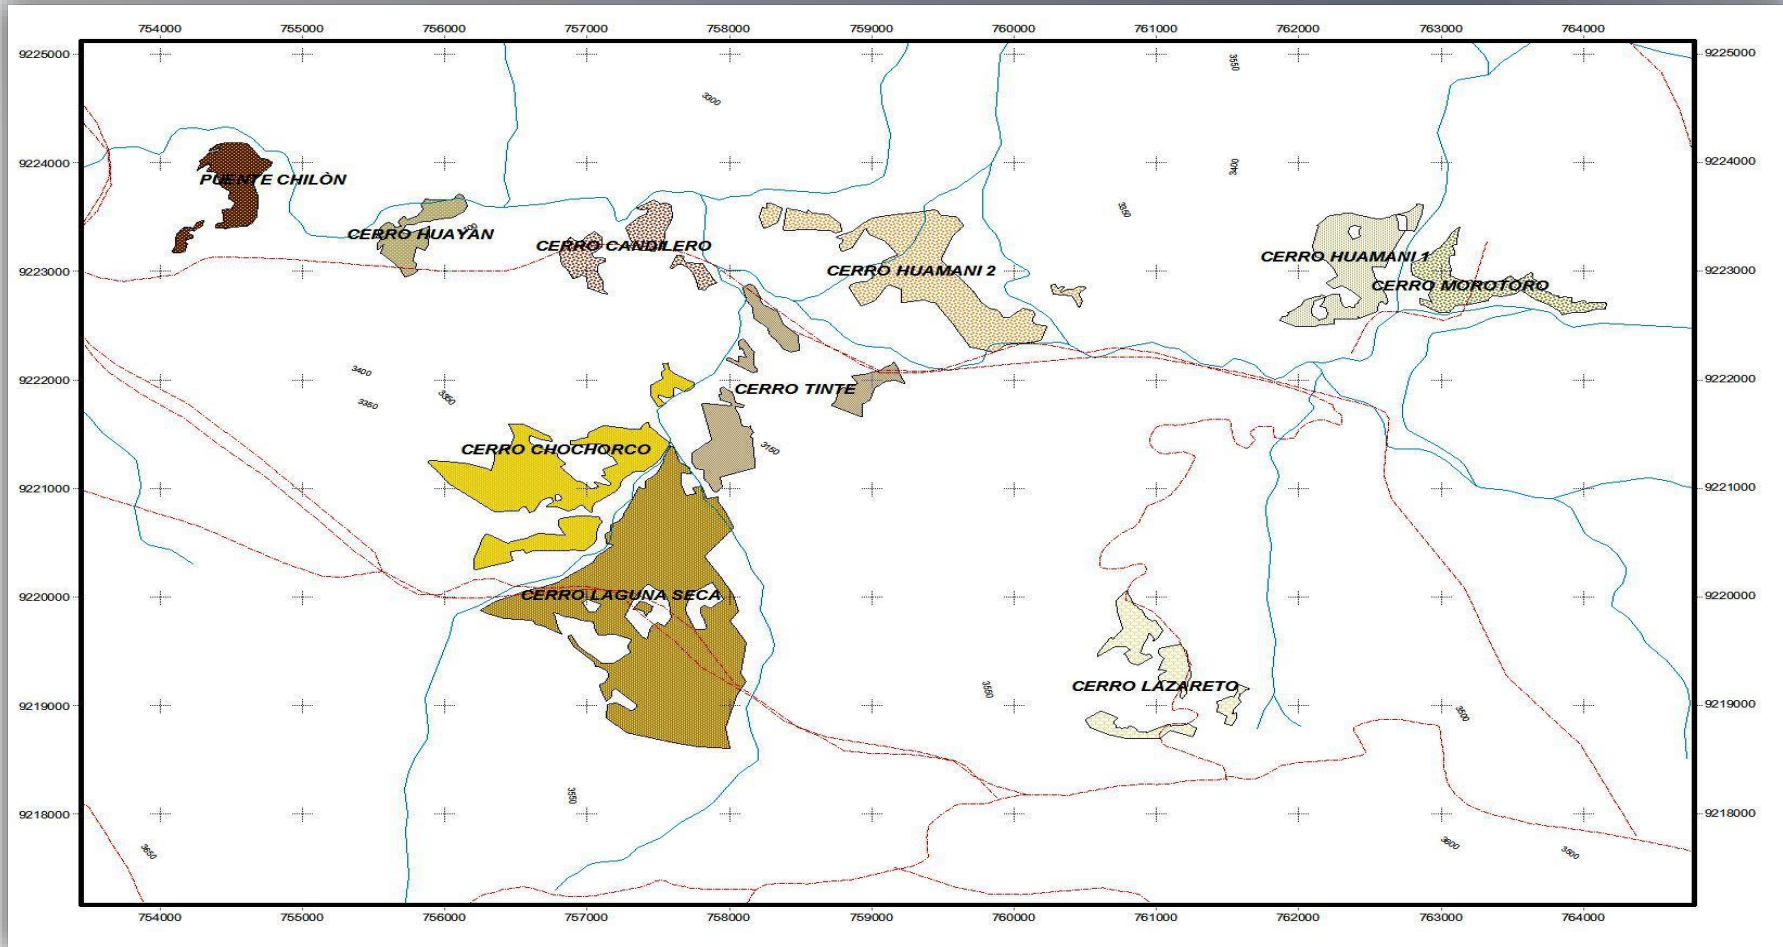 754000 755000 756000 757000 758000 759000 760000 761000 762000 763000 764000
9225000 9225000
3550
3300
9224000 9224000
3400
PUENTE CHILÒN
3350
CERRO HUAYAN
CERRO CANDILERO
CERRO HUAMANI 1
9223000 CERRO HUAMANI 2 9223000
CERRO MOROTORO
3400
9222000 CERRO TINTE 9222000
3350
3350
CERRO CHOCHORCO 3150
9221000 9221000
9220000 CERRO LAGUNA SECA 9220000
CERRO LAZARETO
3550
9219000 3500 9219000
3550
9218000 9218000
3650 3600 3500
754000 755000 756000 757000 758000 759000 760000 761000 762000 763000 764000